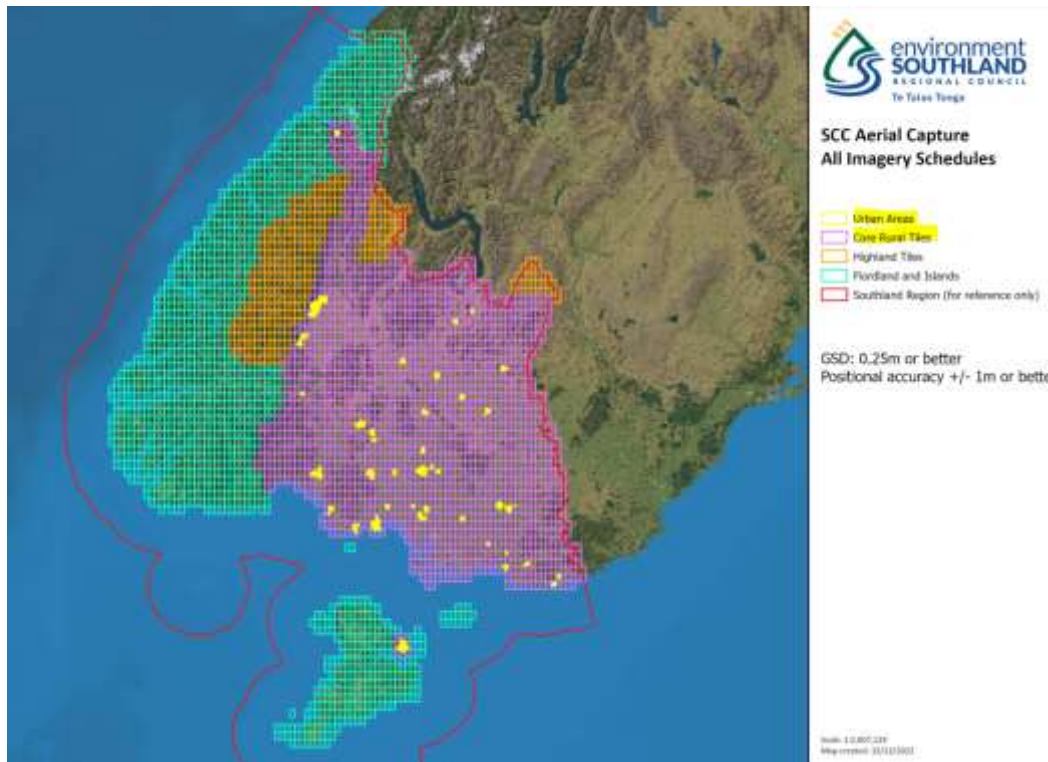 environment
SOUTHLAND
REGIONAL COUNCIL
Te Taiao Tonga
SCC Aerial Capture
All Imagery Schedules
Urban Areas
Core Rural Tiles
Highland Tiles
Fiordland and Islands
Southland Region (for reference only)
GSD: 0.25m or better
Positional accuracy +/- 1m or bette
Map created: